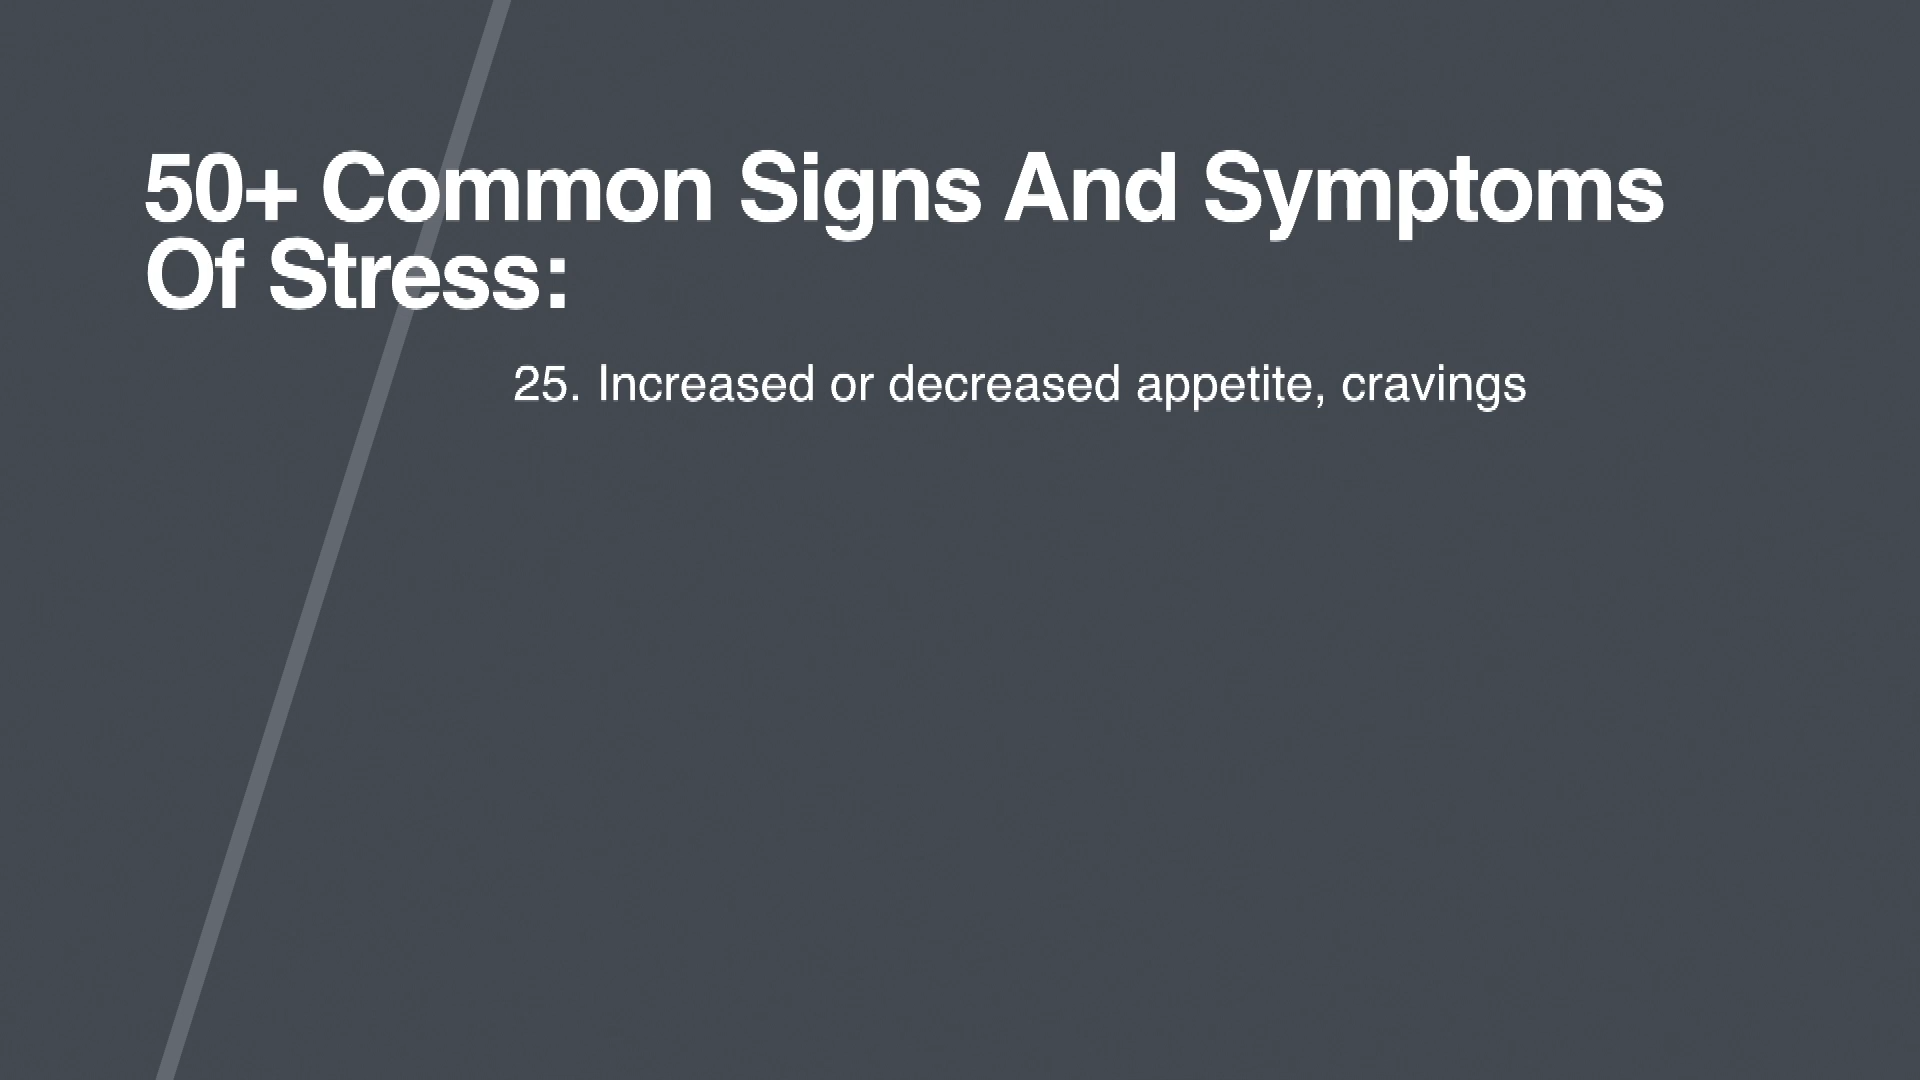 50+ Common Signs And Symptoms
Of Stress:
25. Increased or decreased appetite, cravings